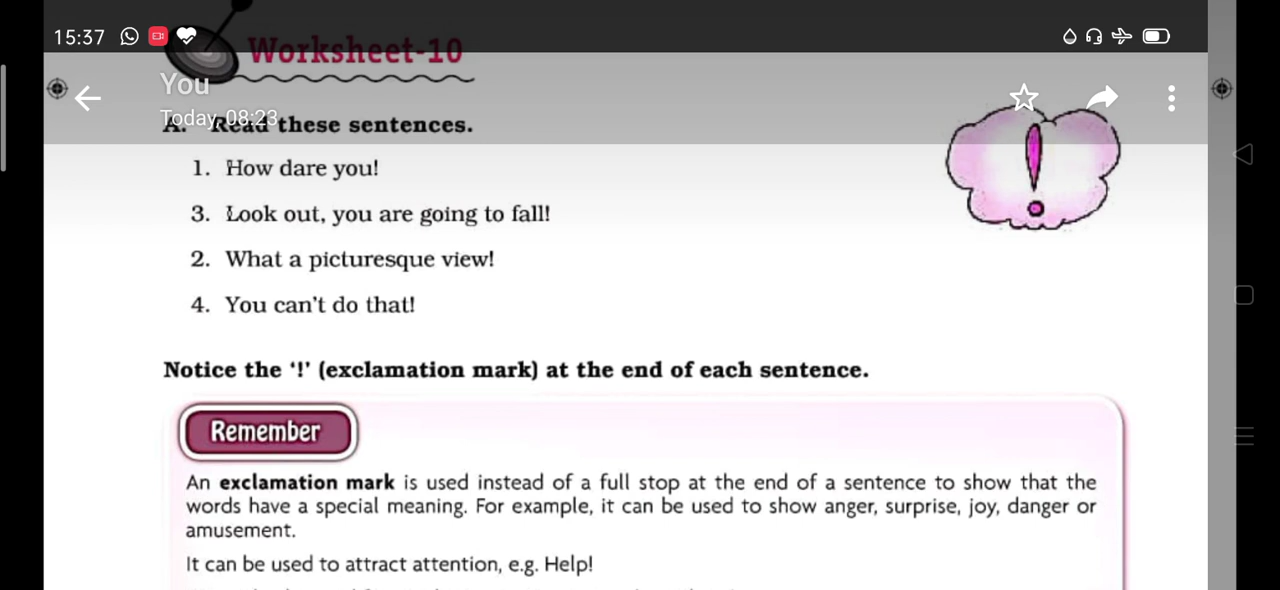 15:37
Worksheet-10
You
Today, 08:23
A. Read these sentences.
1. How dare you!
3. Look out, you are going to fall!
2. What a picturesque view!
4. You can't do that!
Notice the '!' (exclamation mark) at the end of each sentence.
Remember
An exclamation mark is used instead of a full stop at the end of a sentence to show that the
words have a special meaning. For example, it can be used to show anger, surprise, joy, danger or
amusement.
It can be used to attract attention, e.g. Help!